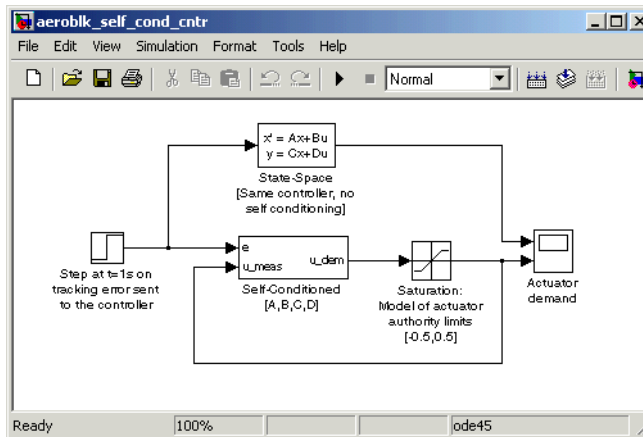 aeroblk_self_cond_cntr
File Edit View Simulation Format Tools Help
Normal
x' = Ax+Bu
y = Cx+Du
State-Space
[Same controller, no
self conditioning]
Step at t=1s on
tracking error sent
to the controller
e
u_meas
u_dem
Self-Conditioned
[A,B,C,D]
Saturation:
Model of actuator
authority limits
[-0.5,0.5]
Actuator
demand
Ready 100% ode45